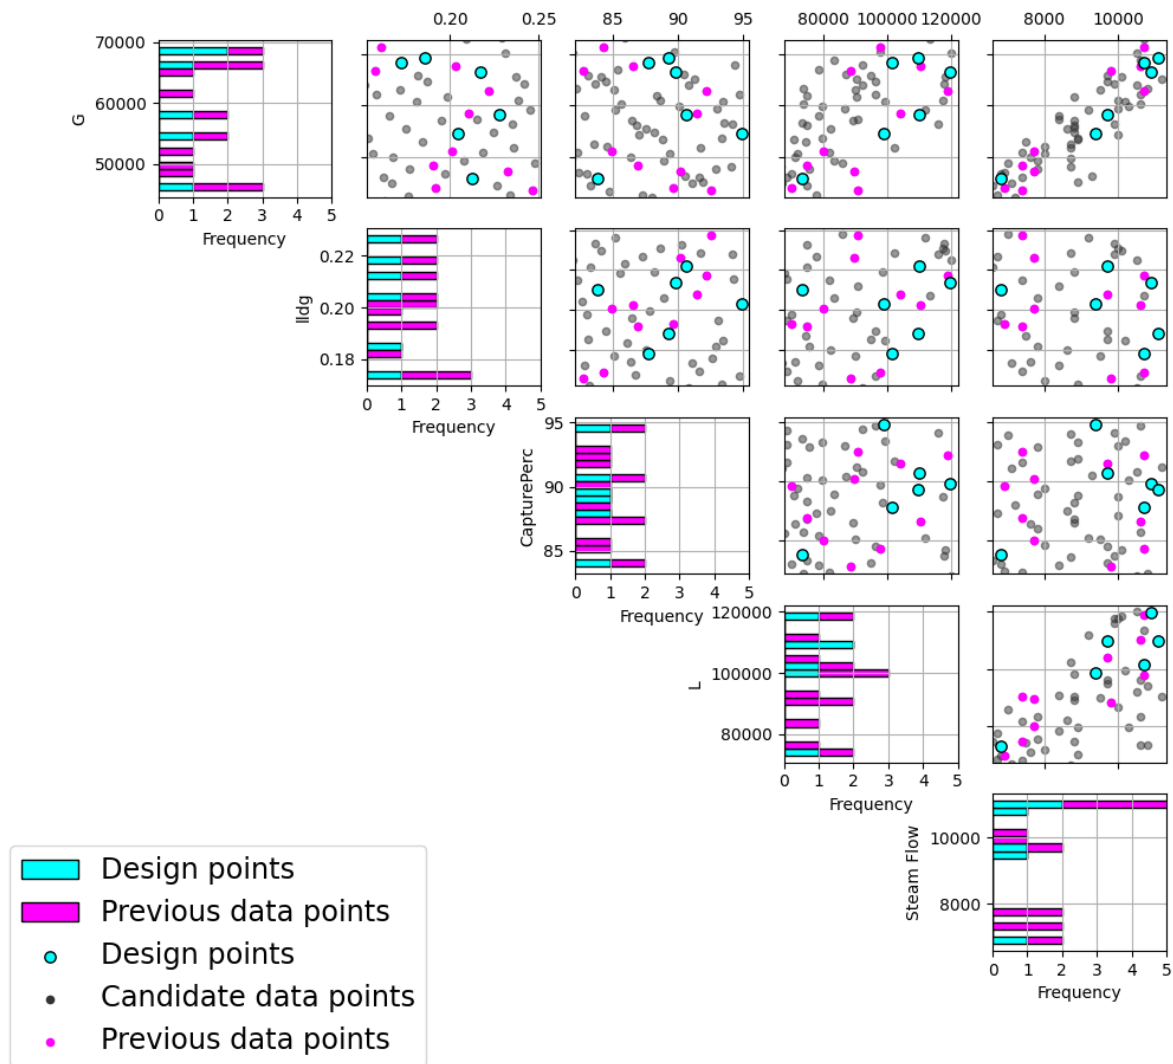 0.20 0.25 85 90 95 80000 100000 120000 8000 10000
70000
60000
50000
G
0 1 2 3 4 5
Frequency
0.22
0.20
0.18
lldg
0 1 2 3 4 5
Frequency
95
90
85
CapturePerc
0 1 2 3 4 5
Frequency
120000
100000
80000
L
0 1 2 3 4 5
Frequency
10000
8000
Steam Flow
0 1 2 3 4 5
Frequency
Design points
Previous data points
Design points
Candidate data points
Previous data points